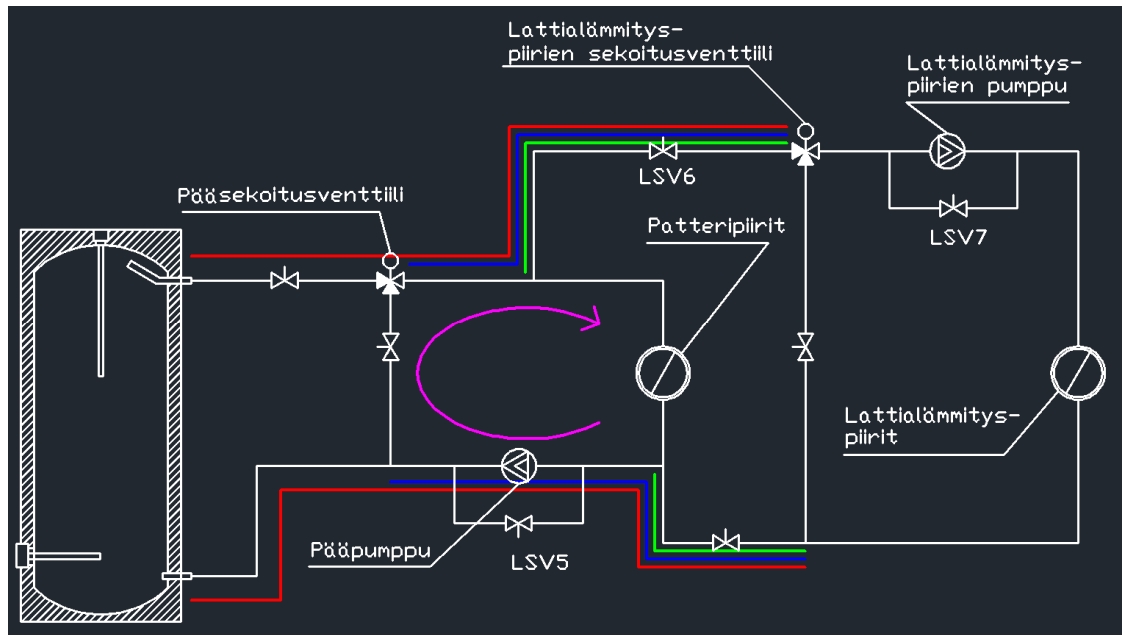 Lattialämmitys-
piirien sekoitusventtiili
Lattialämmitys-
piirien pumppu
LSV6
Pääsekoitusventtiili
Patteripiirit
LSV7
Lattialämmitys-
piirit
Pääpumppu
LSV5